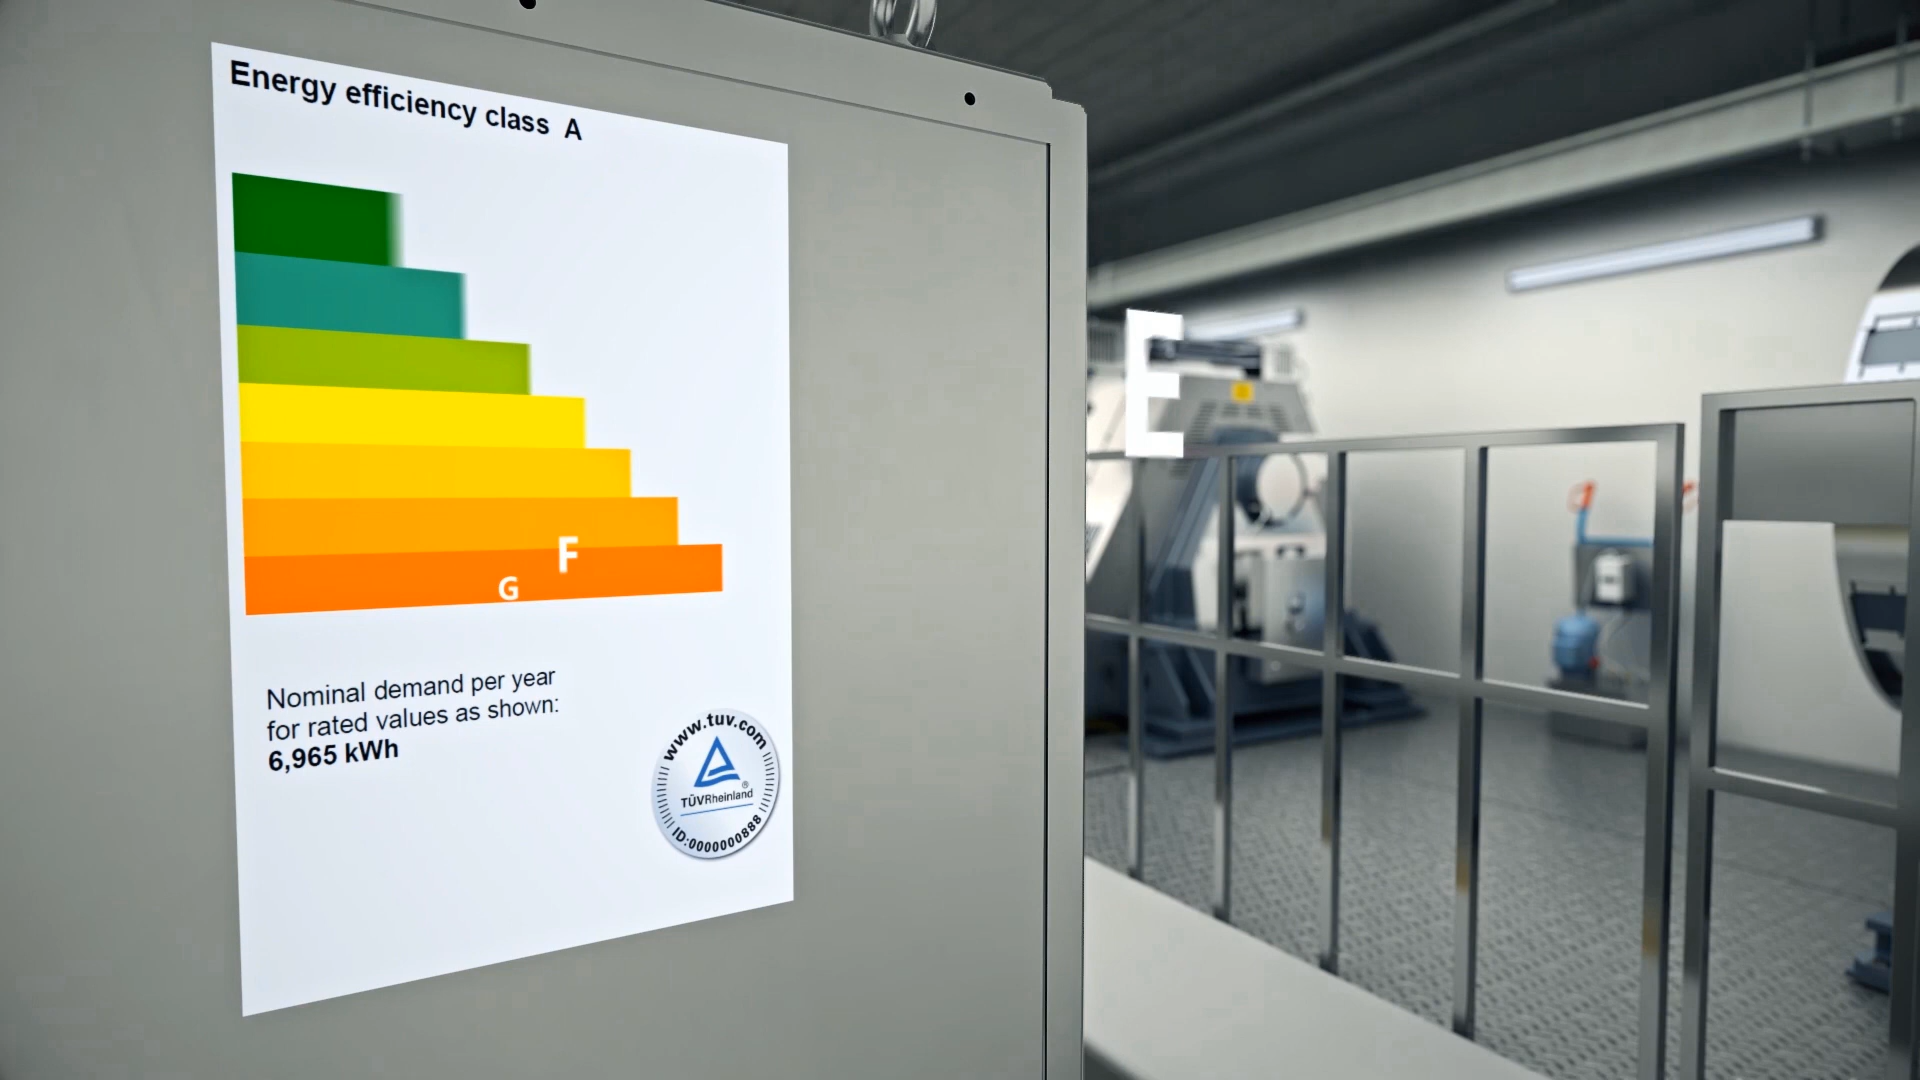 Energy efficiency class A
E
F
G
Nominal demand per year
for rated values as shown:
6,965 kWh
www.tuv.com
TÜVRheinland
®
ID:0000000888